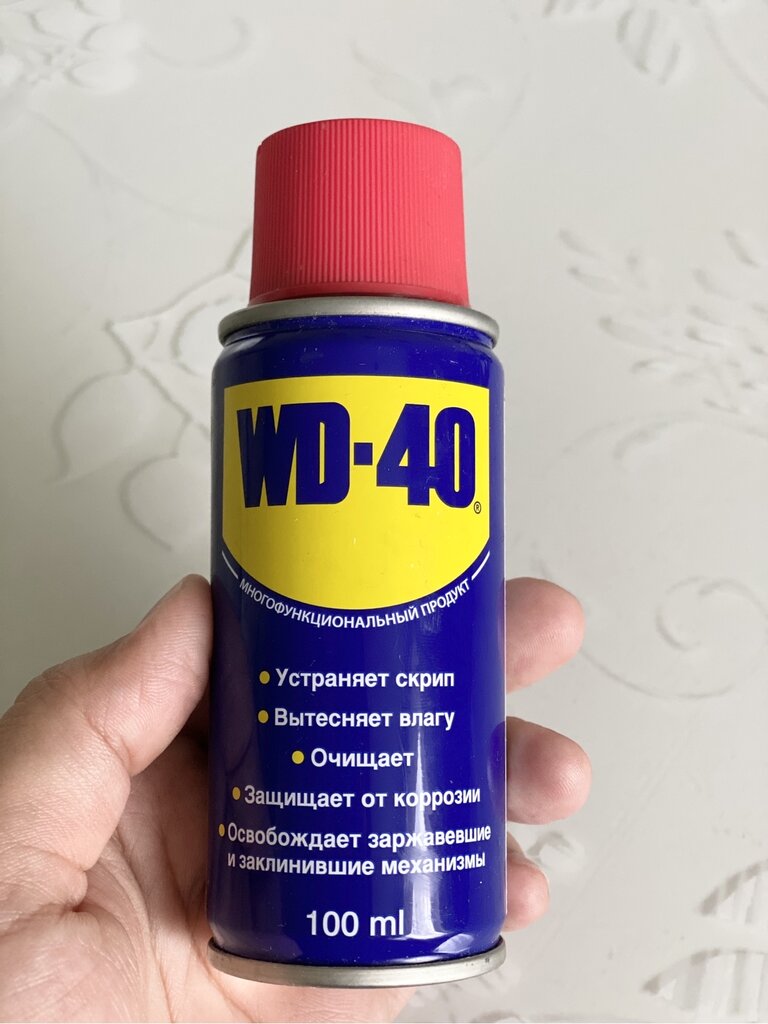 WD-40®
МНОГОФУНКЦИОНАЛЬНЫЙ ПРОДУКТ
• Устраняет скрип
• Вытесняет влагу
• Очищает
• Защищает от коррозии
• Освобождает заржавевшие
и заклинившие механизмы
100 ml